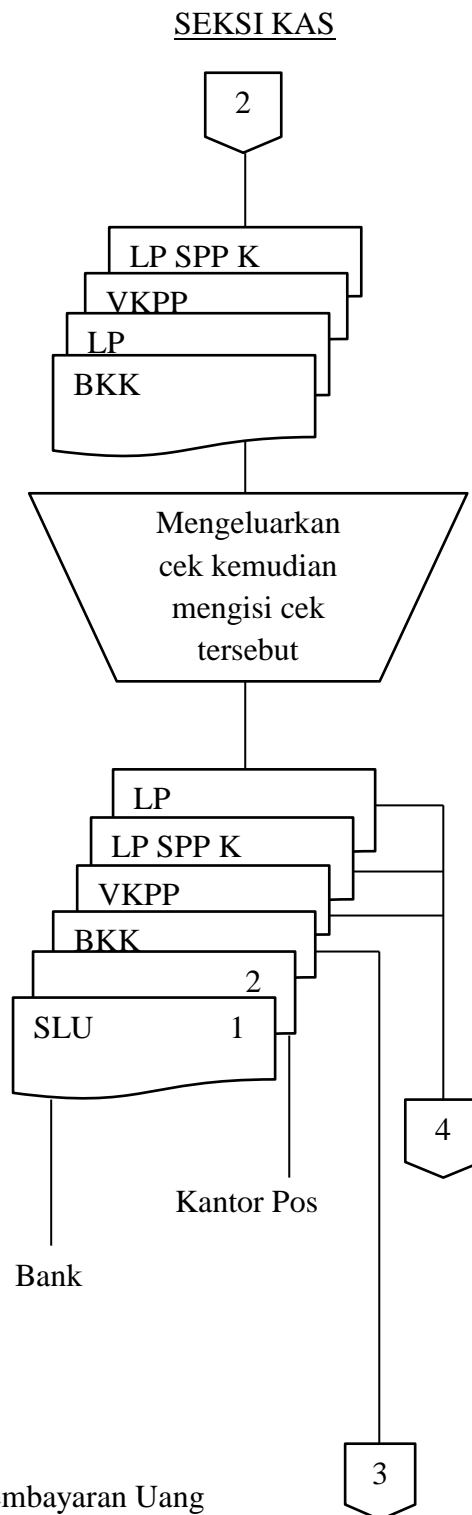 SEKSI KAS
2
LP SPP K
VKPP
LP
BKK
Mengeluarkan
cek kemudian
mengisi cek
tersebut
LP
LP SPP K
VKPP
BKK
2
SLU 1
4
Kantor Pos
Bank
3
embayaran Uang